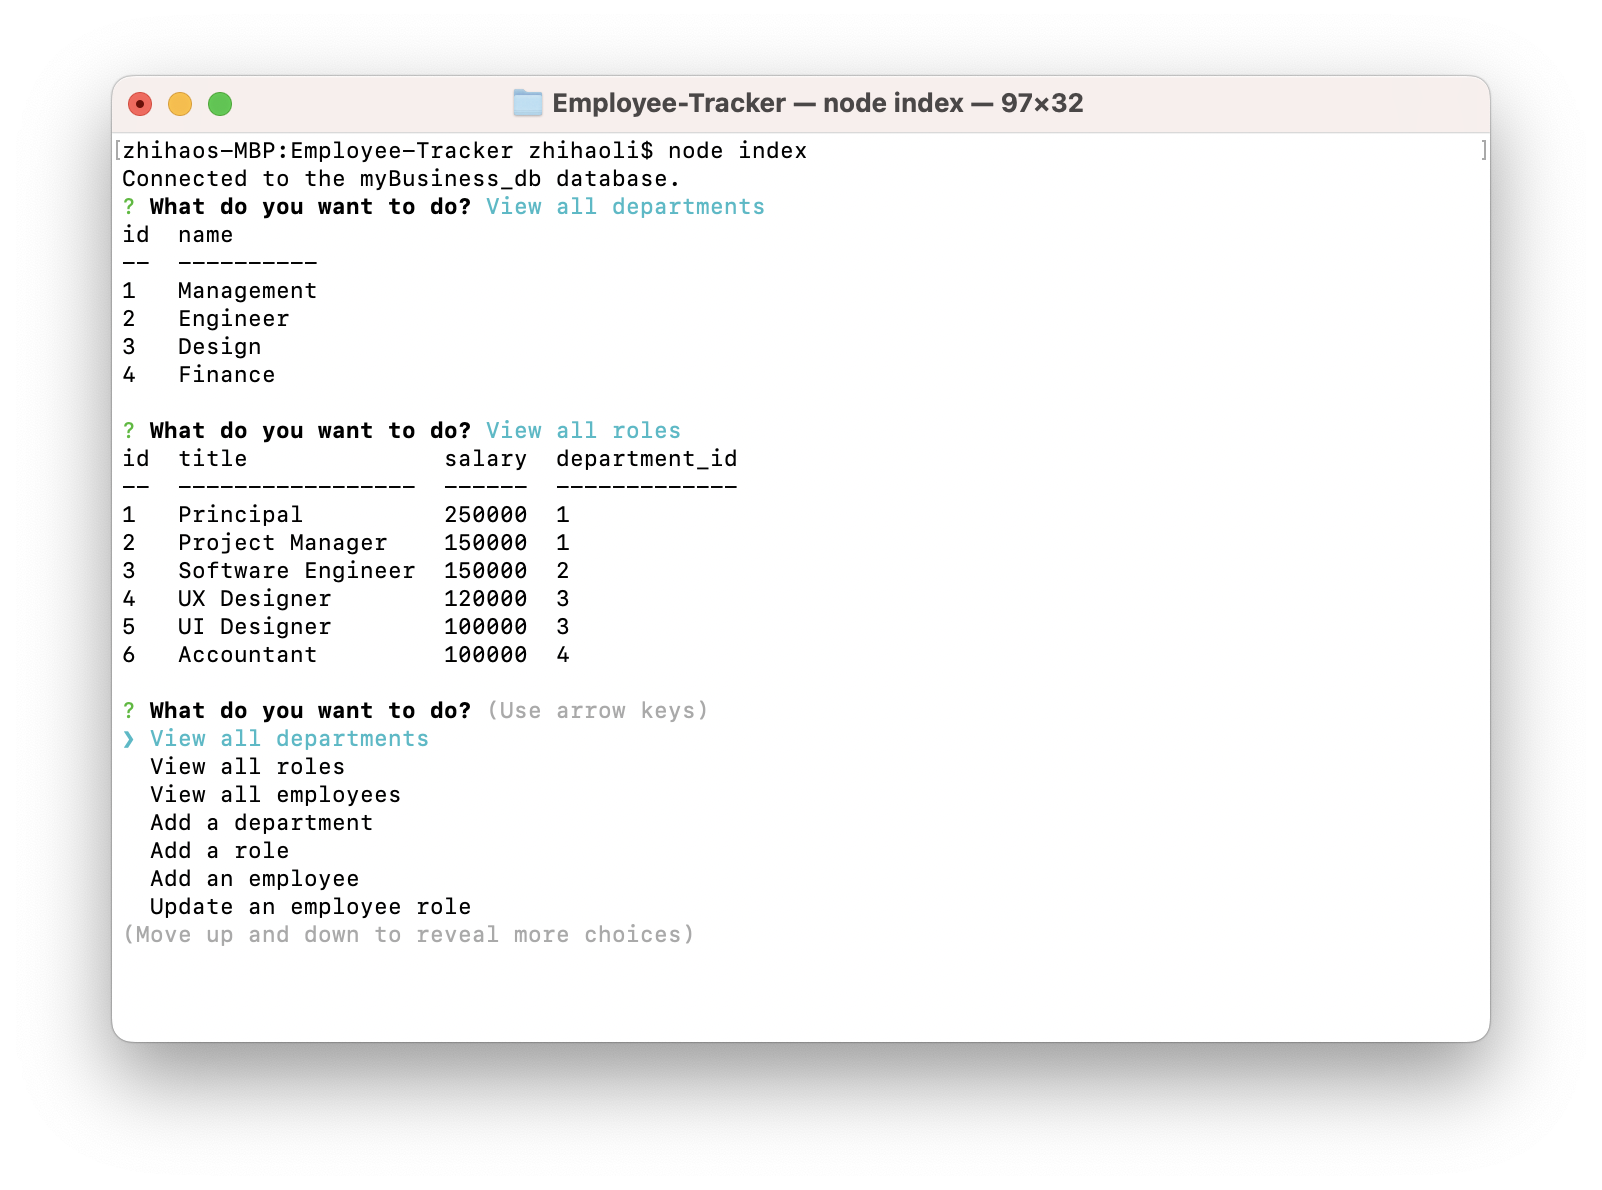 Employee-Tracker — node index — 97×32
[zhihaos-MBP:Employee-Tracker zhihaoli$ node index ]
Connected to the myBusiness_db database.
? What do you want to do? View all departments
id  name
--  ----------
1   Management
2   Engineer
3   Design
4   Finance

? What do you want to do? View all roles
id  title              salary  department_id
--  -----------------  ------  -------------
1   Principal          250000  1
2   Project Manager    150000  1
3   Software Engineer  150000  2
4   UX Designer        120000  3
5   UI Designer        100000  3
6   Accountant         100000  4

? What do you want to do? (Use arrow keys)
❯ View all departments
  View all roles
  View all employees
  Add a department
  Add a role
  Add an employee
  Update an employee role
(Move up and down to reveal more choices)